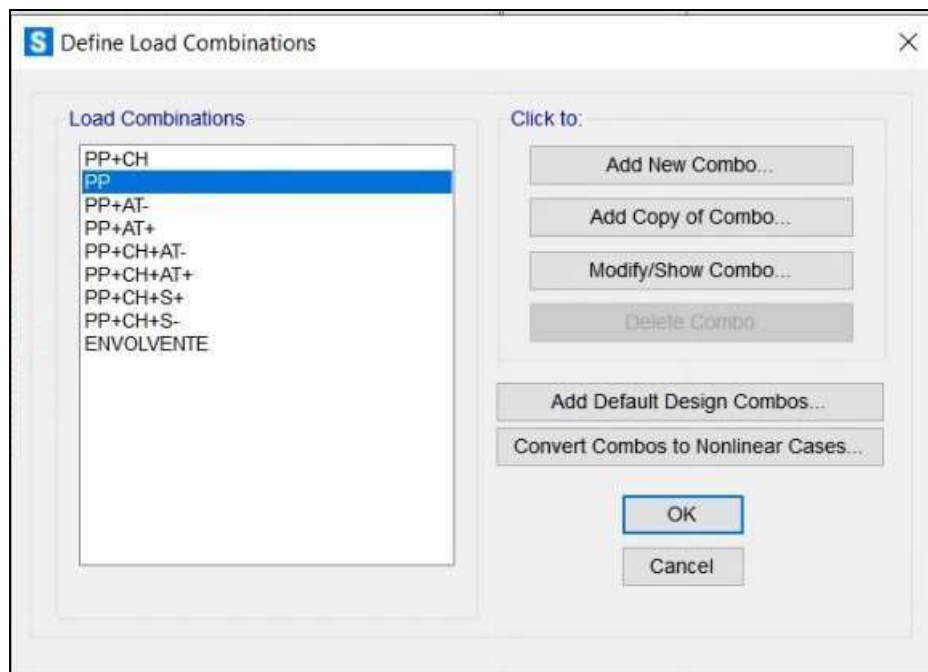 S Define Load Combinations
Load Combinations
PP+CH
PP
PP+AT-
PP+AT+
PP+CH+AT-
PP+CH+AT+
PP+CH+S+
PP+CH+S-
ENVOLVENTE
Click to:
Add New Combo...
Add Copy of Combo...
Modify/Show Combo...
Delete Combo
Add Default Design Combos...
Convert Combos to Nonlinear Cases...
OK
Cancel